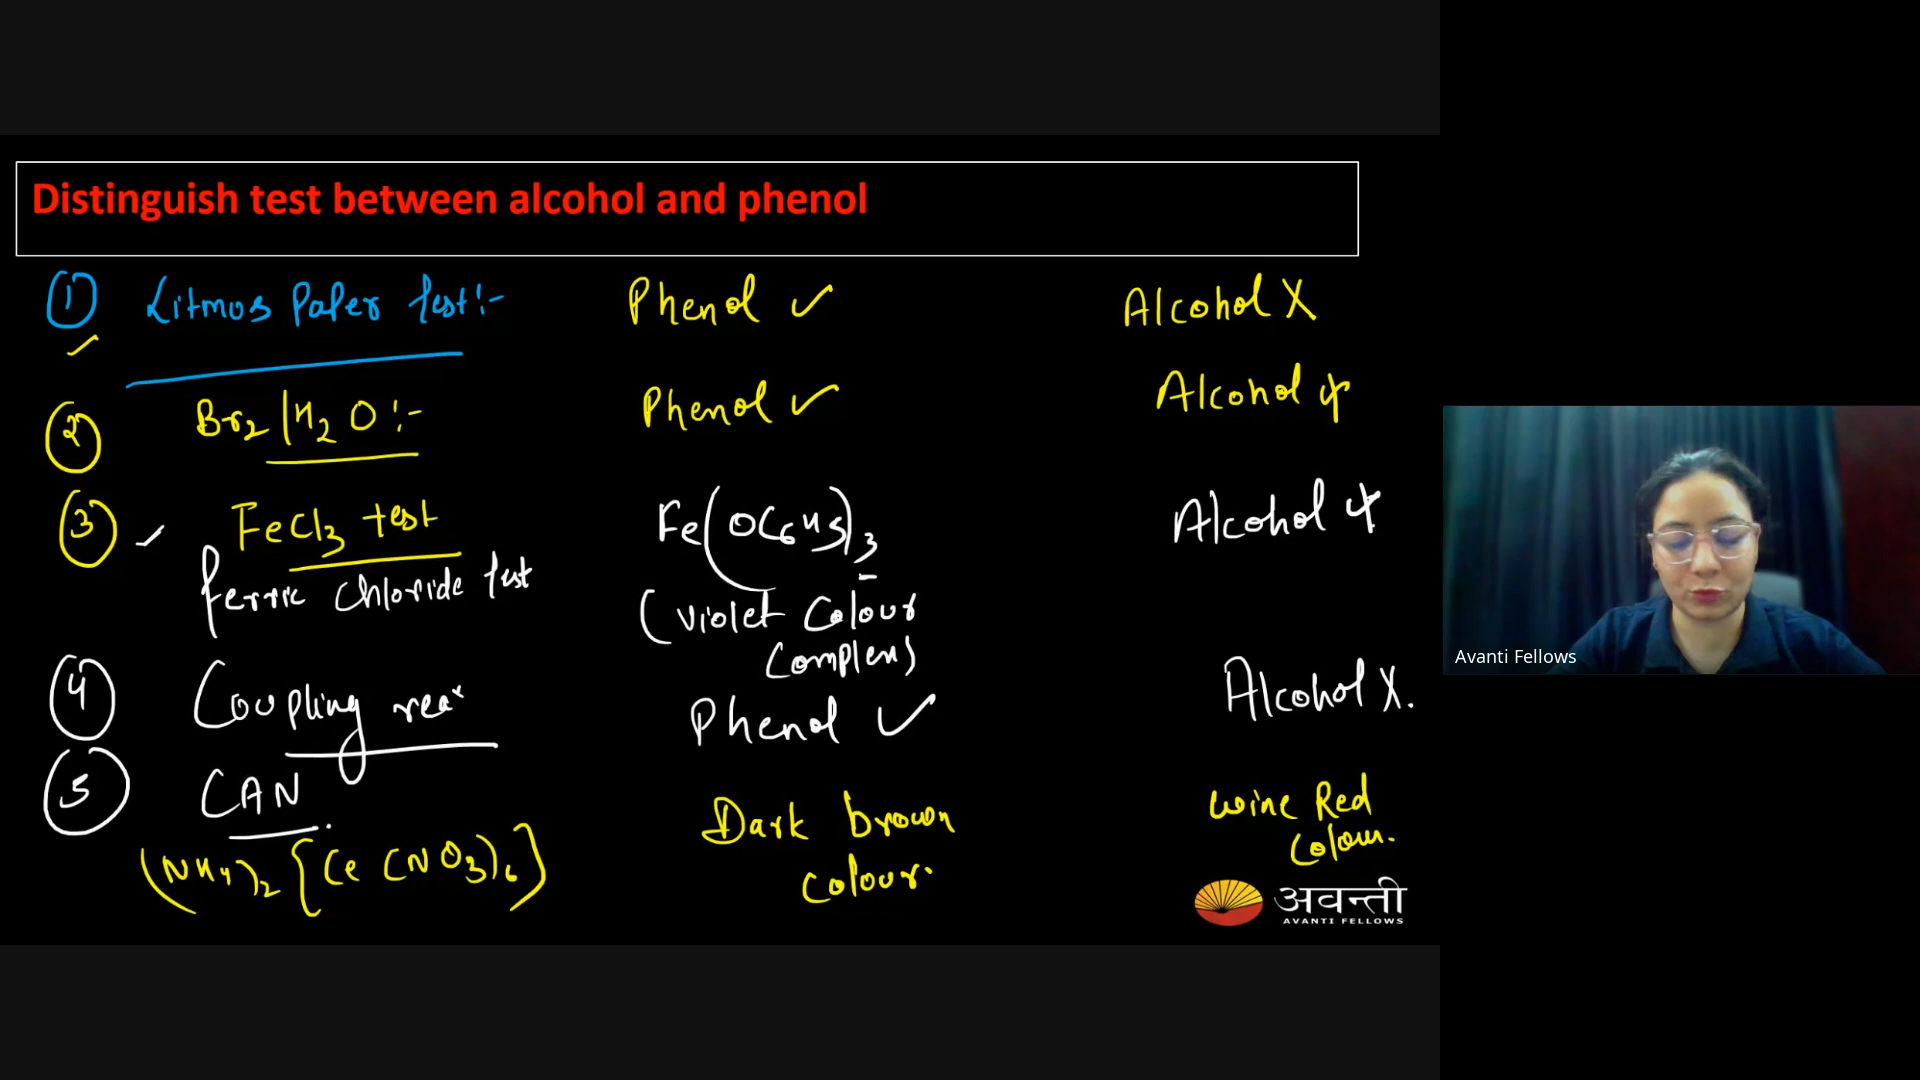 Distinguish test between alcohol and phenol
① Litmus Paper test:- Phenol ✓ Alcohol X
② Br2/H2O:- Phenol ✓ Alcohol X
③ ✓ FeCl3 test Fe(OC6H5)3 Alcohol X
ferric chloride test (violet Colour
Complex)
④ Coupling reaˣ Phenol ✓ Alcohol X.
⑤ CAN. Dark brown colour. wine Red Colour.
(NH4)2 [Ce (NO3)6]
अवन्ती
AVANTI FELLOWS
Avanti Fellows